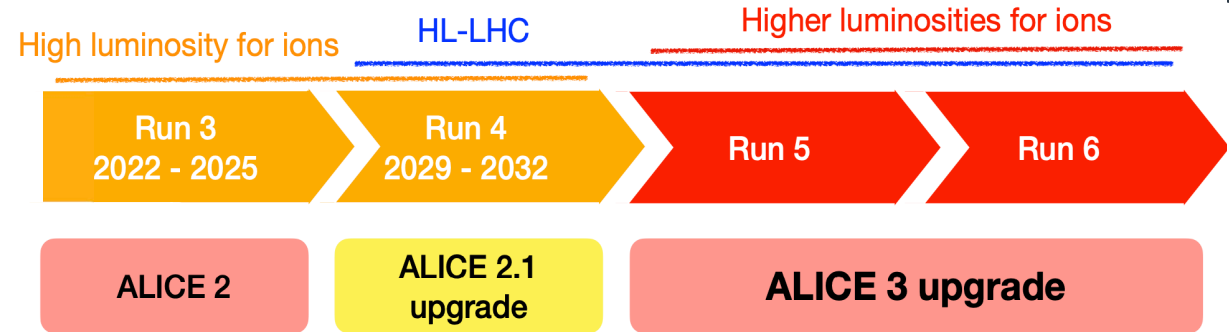 High luminosity for ions
HL-LHC
Higher luminosities for ions
Run 3
2022 - 2025
Run 4
2029 - 2032
Run 5
Run 6
ALICE 2
ALICE 2.1
upgrade
ALICE 3 upgrade